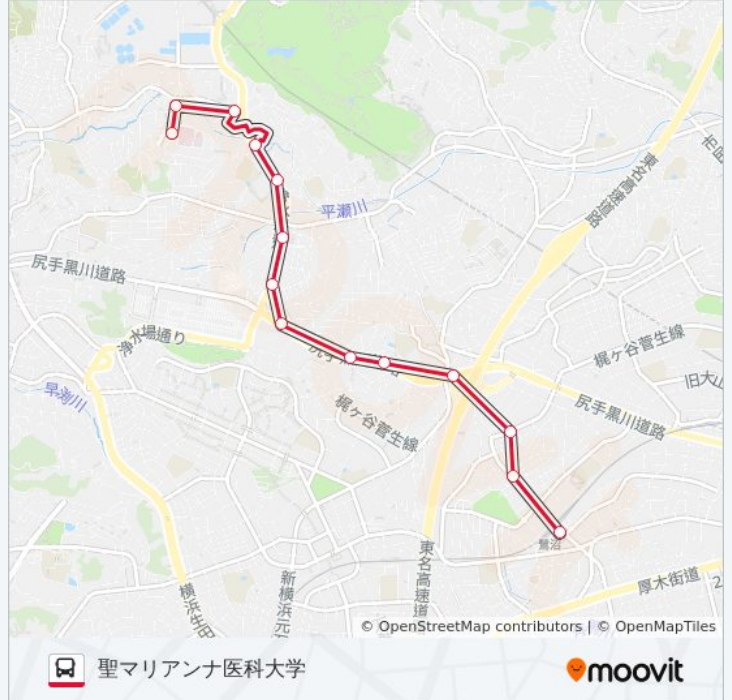 平瀬川
東名高速道路
尻手黒川道路
浄水場通り
早渕川
梶ヶ谷菅生線
旧大山
尻手黒川道路
梶ヶ谷菅生線
鷺沼
東名高速道
厚木街道
2
新横浜元
横浜生田
© OpenStreetMap contributors | © OpenMapTiles
聖マリアンナ医科大学
moovit